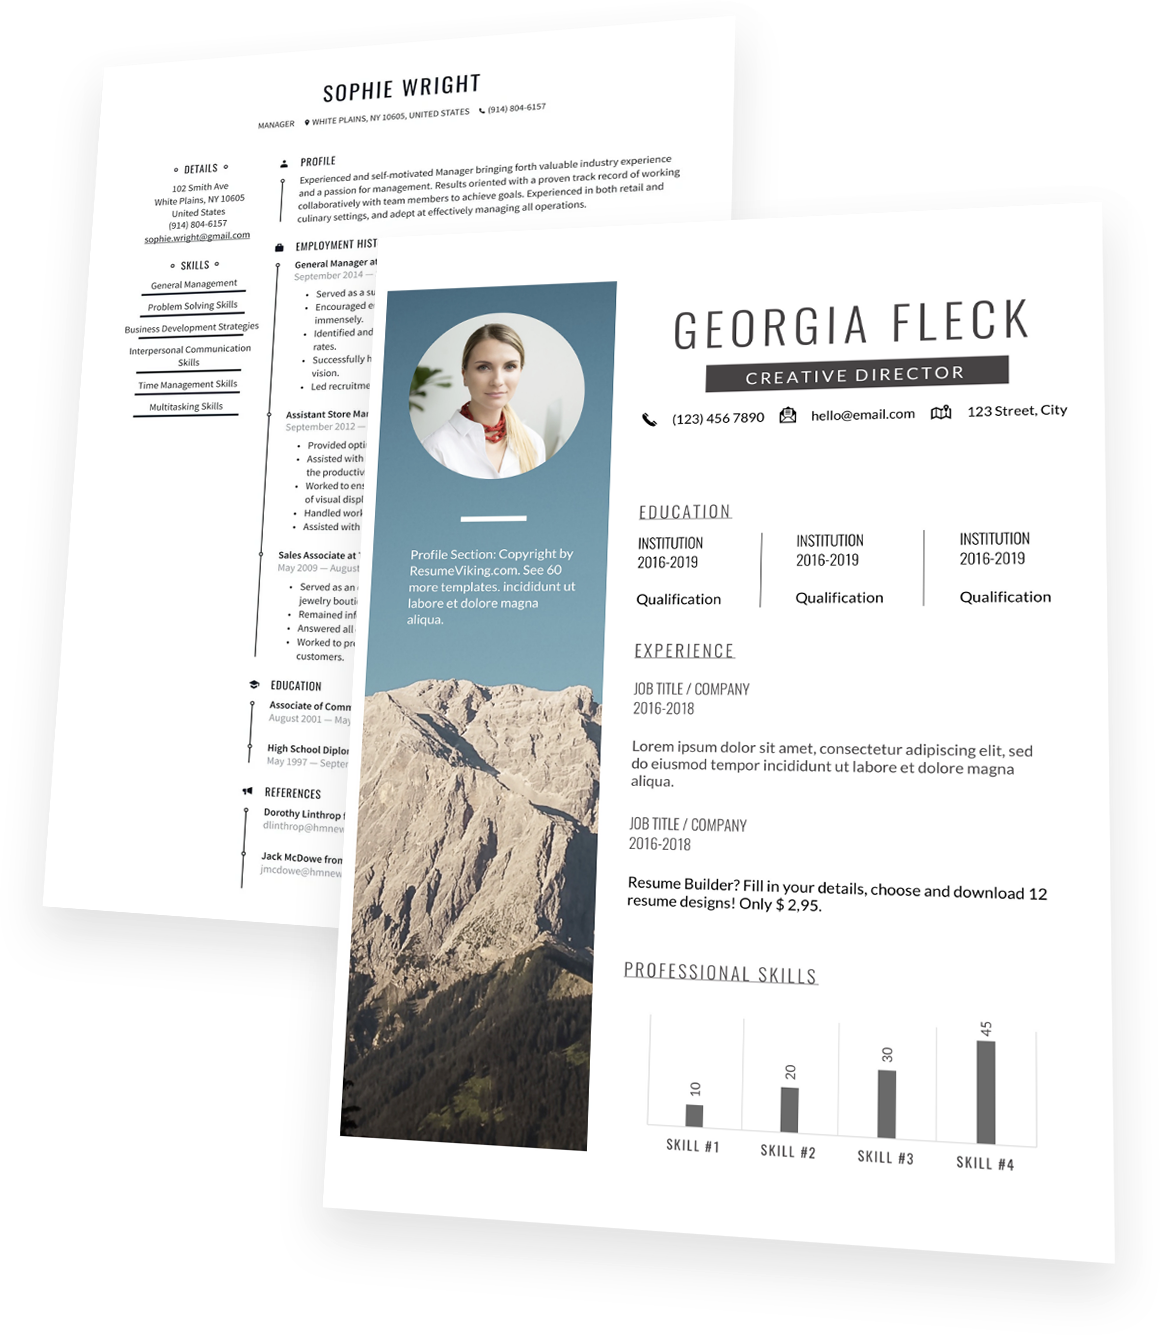 SOPHIE WRIGHT
MANAGER WHITE PLAINS, NY 10605, UNITED STATES (914) 804-6157
DETAILS
102 Smith Ave
White Plains, NY 10605
United States
(914) 804-6157
sophie.wright@gmail.com
SKILLS
General Management
Problem Solving Skills
Business Development Strategies
Interpersonal Communication
Skills
Time Management Skills
Multitasking Skills
PROFILE
Experienced and self-motivated Manager bringing forth valuable industry experience
and a passion for management. Results oriented with a proven track record of working
collaboratively with team members to achieve goals. Experienced in both retail and
culinary settings, and adept at effectively managing all operations.
EMPLOYMENT HIST
General Manager at
September 2014 —
• Served as a su
• Encouraged e
immensely.
• Identified and
rates.
• Successfully h
vision.
• Led recruitme
Assistant Store Mar
September 2012 —
• Provided opti
• Assisted with
the productiv
• Worked to ens
of visual displ
• Handled work
• Assisted with
Sales Associate at
May 2009 — August
• Served as an
jewelry bouti
• Remained inf
• Answered all
• Worked to pre
customers.
EDUCATION
Associate of Comm
August 2001 — May
High School Diplor
May 1997 — Septer
REFERENCES
Dorothy Linthrop f
dlinthrop@hmnew
Jack McDowe from
jmcdowe@hmnew
Profile Section: Copyright by
ResumeViking.com. See 60
more templates. incididunt ut
labore et dolore magna
aliqua.
GEORGIA FLECK
CREATIVE DIRECTOR
(123) 456 7890 hello@email.com 123 Street, City
EDUCATION
INSTITUTION
2016-2019
Qualification
INSTITUTION
2016-2019
Qualification
INSTITUTION
2016-2019
Qualification
EXPERIENCE
JOB TITLE / COMPANY
2016-2018
Lorem ipsum dolor sit amet, consectetur adipiscing elit, sed
do eiusmod tempor incididunt ut labore et dolore magna
aliqua.
JOB TITLE / COMPANY
2016-2018
Resume Builder? Fill in your details, choose and download 12
resume designs! Only $ 2,95.
PROFESSIONAL SKILLS
10 20 30 45
SKILL #1 SKILL #2 SKILL #3 SKILL #4